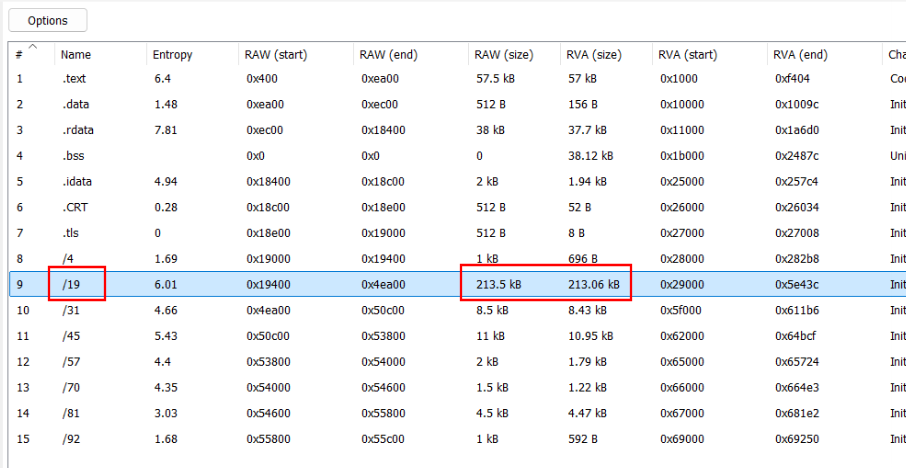 Options
# Name Entropy RAW (start) RAW (end) RAW (size) RVA (size) RVA (start) RVA (end) Cha
1 .text 6.4 0x400 0xea00 57.5 kB 57 kB 0x1000 0xf404 Coc
2 .data 1.48 0xea00 0xec00 512 B 156 B 0x10000 0x1009c Init
3 .rdata 7.81 0xec00 0x18400 38 kB 37.7 kB 0x11000 0x1a6d0 Init
4 .bss 0x0 0x0 0 38.12 kB 0x1b000 0x2487c Uni
5 .idata 4.94 0x18400 0x18c00 2 kB 1.94 kB 0x25000 0x257c4 Init
6 .CRT 0.28 0x18c00 0x18e00 512 B 52 B 0x26000 0x26034 Init
7 .tls 0 0x18e00 0x19000 512 B 8 B 0x27000 0x27008 Init
8 /4 1.69 0x19000 0x19400 1 kB 696 B 0x28000 0x282b8 Init
9 /19 6.01 0x19400 0x4ea00 213.5 kB 213.06 kB 0x29000 0x5e43c Init
10 /31 4.66 0x4ea00 0x50c00 8.5 kB 8.43 kB 0x5f000 0x611b6 Init
11 /45 5.43 0x50c00 0x53800 11 kB 10.95 kB 0x62000 0x64bcf Init
12 /57 4.4 0x53800 0x54000 2 kB 1.79 kB 0x65000 0x65724 Init
13 /70 4.35 0x54000 0x54600 1.5 kB 1.22 kB 0x66000 0x664e3 Init
14 /81 3.03 0x54600 0x55800 4.5 kB 4.47 kB 0x67000 0x681e2 Init
15 /92 1.68 0x55800 0x55c00 1 kB 592 B 0x69000 0x69250 Init